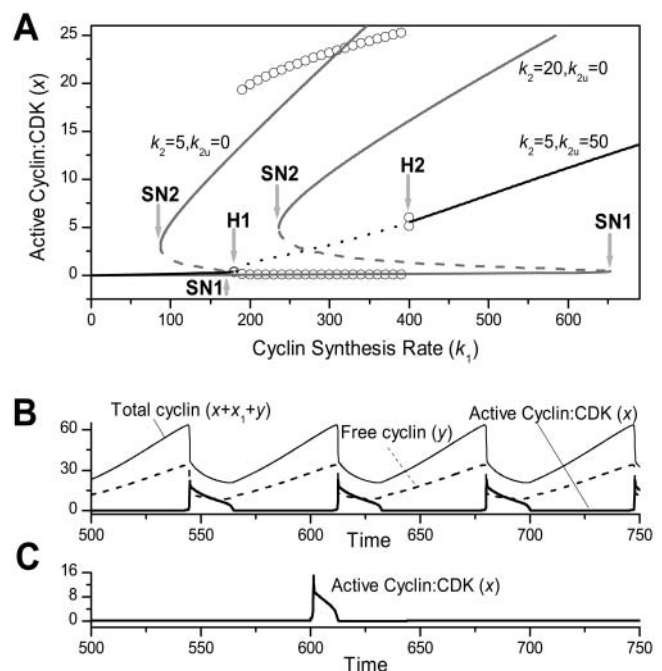 A
25
20
15
10
5
0
Active Cyclin:CDK (x)
k2=5,k2u=0
k2=20,k2u=0
k2=5,k2u=50
SN2
H1
SN2
H2
SN1
SN1
0 100 200 300 400 500 600
Cyclin Synthesis Rate (k1)
B
60
30
0
Total cyclin (x+x1+y)
Free cyclin (y)
Active Cyclin:CDK (x)
500 550 600 650 700 750
Time
C
16
8
0
Active Cyclin:CDK (x)
500 550 600 650 700 750
Time